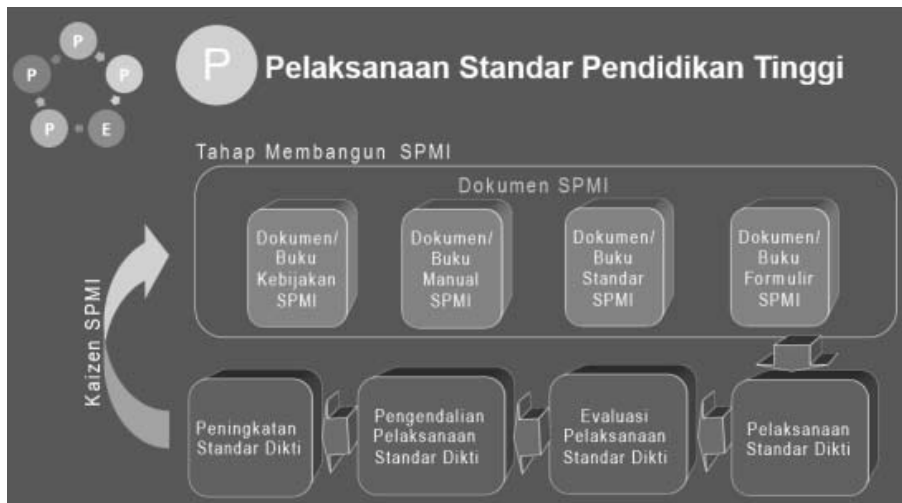 P
P
P
E
P
P
Pelaksanaan Standar Pendidikan Tinggi
Tahap Membangun SPMI
Dokumen SPMI
Dokumen/
Buku
Kebijakan
SPMI
Dokumen/
Buku
Manual
SPMI
Dokumen/
Buku
Standar
SPMI
Dokumen/
Buku
Formulir
SPMI
Kaizen SPMI
Peningkatan
Standar Dikti
Pengendalian
Pelaksanaan
Standar Dikti
Evaluasi
Pelaksanaan
Standar Dikti
Pelaksanaan
Standar Dikti